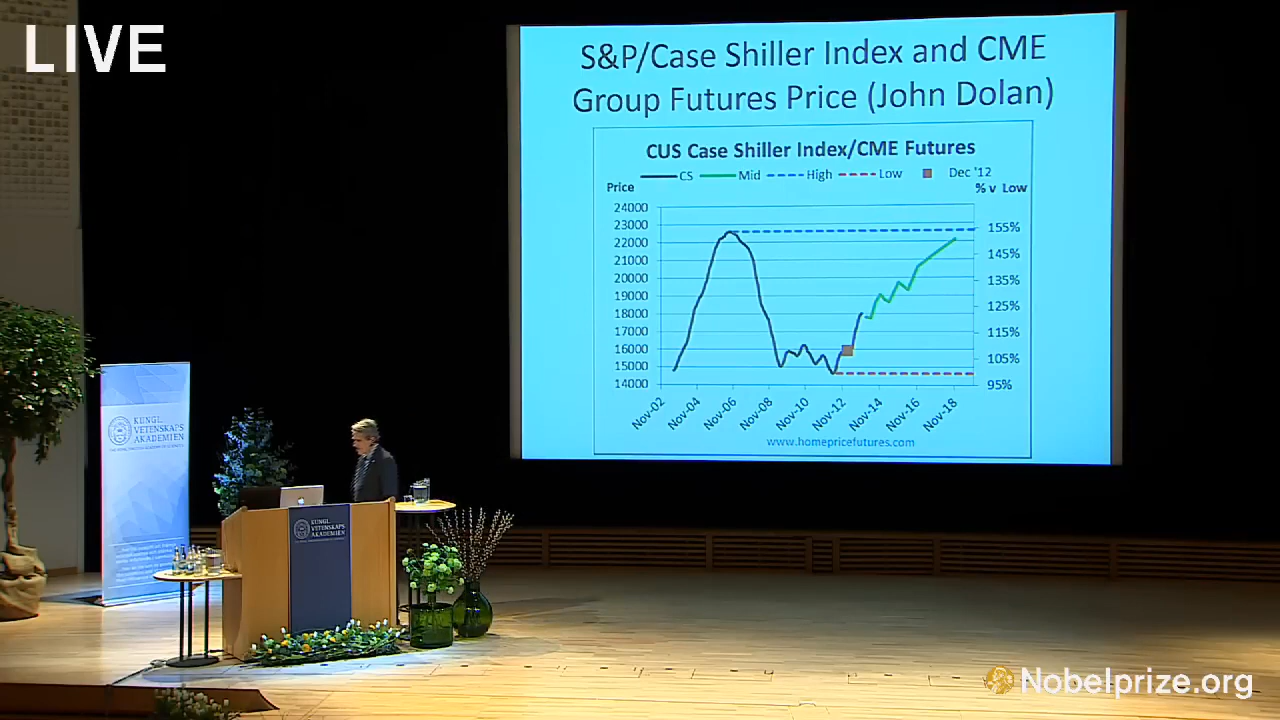 LIVE
S&P/Case Shiller Index and CME
Group Futures Price (John Dolan)
CUS Case Shiller Index/CME Futures
CS Mid High Low Dec '12
Price
% v Low
24000
23000
22000
21000
20000
19000
18000
17000
16000
15000
14000
155%
145%
135%
125%
115%
105%
95%
Nov-02
Nov-04
Nov-06
Nov-08
Nov-10
Nov-12
Nov-14
Nov-16
Nov-18
www.homepricefutures.com
KUNGL.
VETENSKAPS
AKADEMIEN
KUNGL.
VETENSKAPS
AKADEMIEN
Nobelprize.org